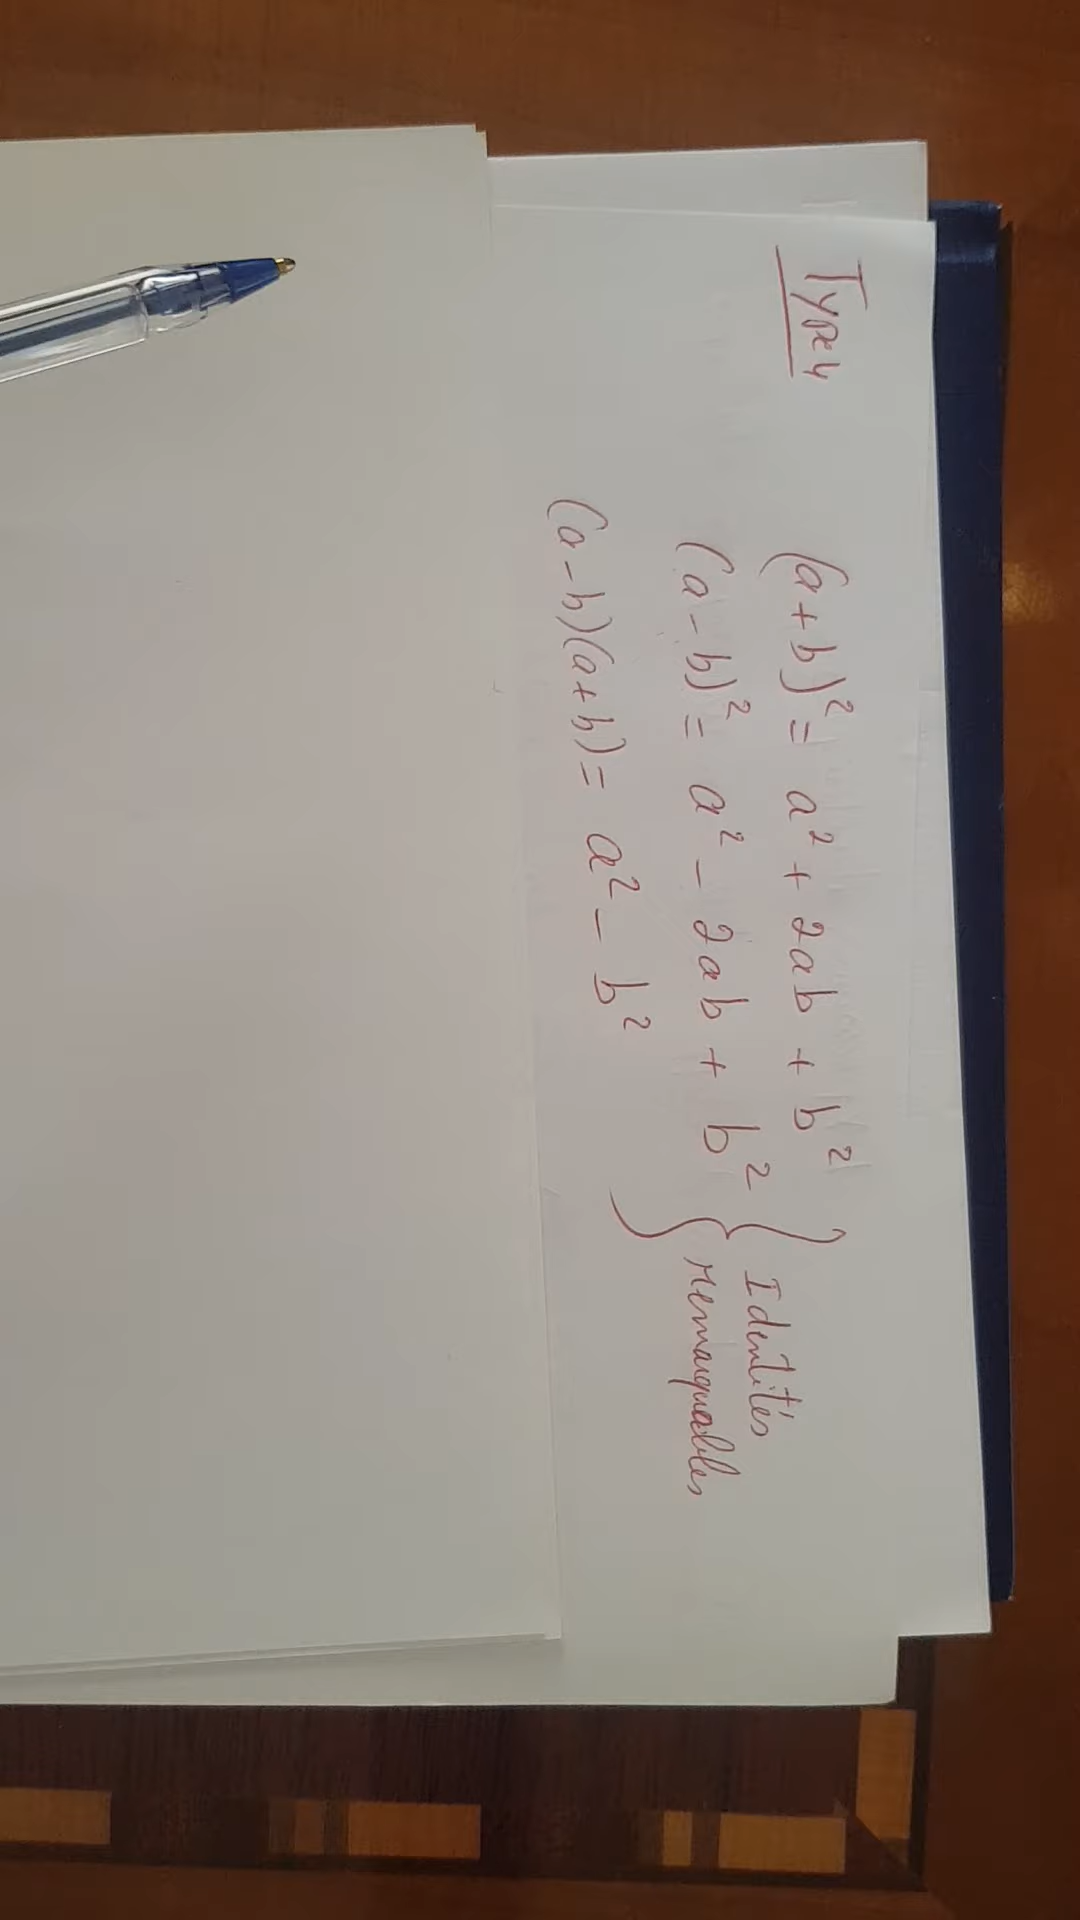 Type 4
(a+b)² = a² + 2ab + b²
(a-b)² = a² - 2ab + b²
(a-b)(a+b) = a² - b²
Identités
Remarquables